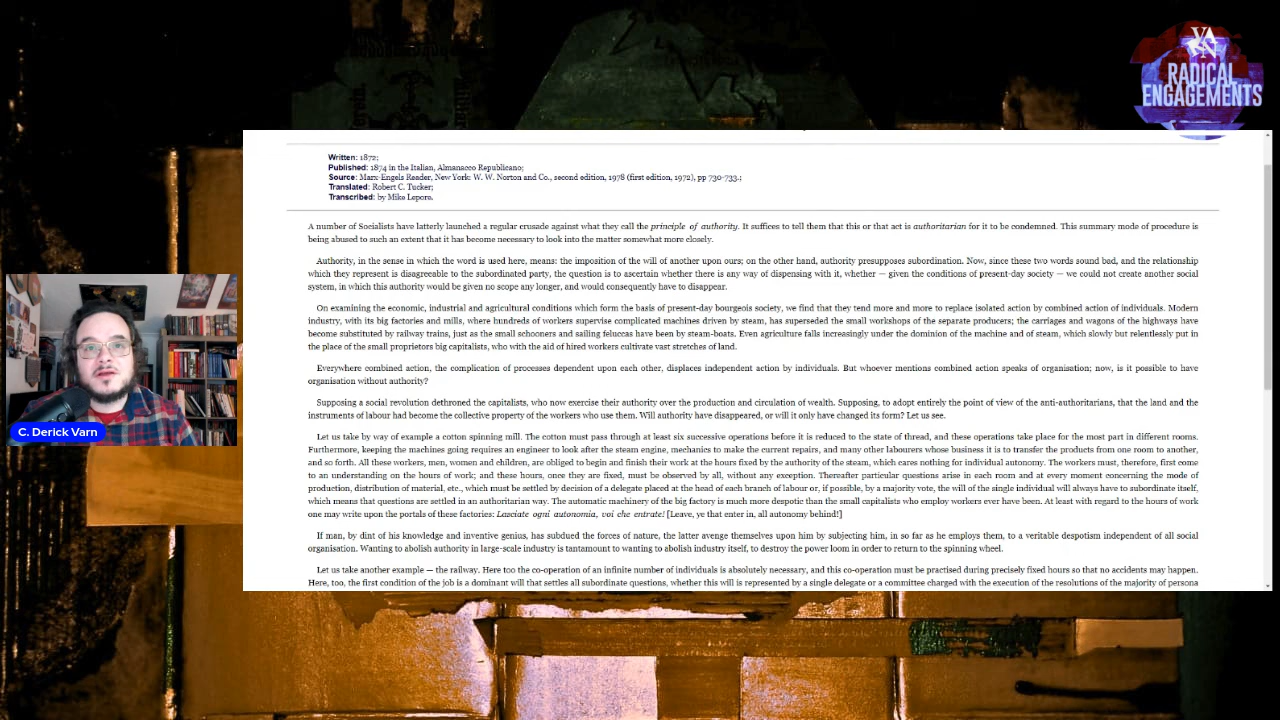 VARN
RADICAL
ENGAGEMENTS
Written: 1872;
Published: 1874 in the Italian, Almanacco Republicano;
Source: Marx-Engels Reader, New York: W. W. Norton and Co., second edition, 1978 (first edition, 1972), pp 730-733.;
Translated: Robert C. Tucker;
Transcribed: by Mike Lepore.
A number of Socialists have latterly launched a regular crusade against what they call the principle of authority. It suffices to tell them that this or that act is authoritarian for it to be condemned. This summary mode of procedure is
being abused to such an extent that it has become necessary to look into the matter somewhat more closely.
Authority, in the sense in which the word is used here, means: the imposition of the will of another upon ours; on the other hand, authority presupposes subordination. Now, since these two words sound bad, and the relationship
which they represent is disagreeable to the subordinated party, the question is to ascertain whether there is any way of dispensing with it, whether — given the conditions of present-day society — we could not create another social
system, in which this authority would be given no scope any longer, and would consequently have to disappear.
On examining the economic, industrial and agricultural conditions which form the basis of present-day bourgeois society, we find that they tend more and more to replace isolated action by combined action of individuals. Modern
industry, with its big factories and mills, where hundreds of workers supervise complicated machines driven by steam, has superseded the small workshops of the separate producers; the carriages and wagons of the highways have
become substituted by railway trains, just as the small schooners and sailing feluccas have been by steam-boats. Even agriculture falls increasingly under the dominion of the machine and of steam, which slowly but relentlessly put in
the place of the small proprietors big capitalists, who with the aid of hired workers cultivate vast stretches of land.
Everywhere combined action, the complication of processes dependent upon each other, displaces independent action by individuals. But whoever mentions combined action speaks of organisation; now, is it possible to have
organisation without authority?
Supposing a social revolution dethroned the capitalists, who now exercise their authority over the production and circulation of wealth. Supposing, to adopt entirely the point of view of the anti-authoritarians, that the land and the
instruments of labour had become the collective property of the workers who use them. Will authority have disappeared, or will it only have changed its form? Let us see.
Let us take by way of example a cotton spinning mill. The cotton must pass through at least six successive operations before it is reduced to the state of thread, and these operations take place for the most part in different rooms.
Furthermore, keeping the machines going requires an engineer to look after the steam engine, mechanics to make the current repairs, and many other labourers whose business it is to transfer the products from one room to another,
and so forth. All these workers, men, women and children, are obliged to begin and finish their work at the hours fixed by the authority of the steam, which cares nothing for individual autonomy. The workers must, therefore, first come
to an understanding on the hours of work; and these hours, once they are fixed, must be observed by all, without any exception. Thereafter particular questions arise in each room and at every moment concerning the mode of
production, distribution of material, etc., which must be settled by decision of a delegate placed at the head of each branch of labour or, if possible, by a majority vote, the will of the single individual will always have to subordinate itself,
which means that questions are settled in an authoritarian way. The automatic machinery of the big factory is much more despotic than the small capitalists who employ workers ever have been. At least with regard to the hours of work
one may write upon the portals of these factories: Lasciate ogni autonomia, voi che entrate! [Leave, ye that enter in, all autonomy behind!]
If man, by dint of his knowledge and inventive genius, has subdued the forces of nature, the latter avenge themselves upon him by subjecting him, in so far as he employs them, to a veritable despotism independent of all social
organisation. Wanting to abolish authority in large-scale industry is tantamount to wanting to abolish industry itself, to destroy the power loom in order to return to the spinning wheel.
Let us take another example — the railway. Here too the co-operation of an infinite number of individuals is absolutely necessary, and this co-operation must be practised during precisely fixed hours so that no accidents may happen.
Here, too, the first condition of the job is a dominant will that settles all subordinate questions, whether this will is represented by a single delegate or a committee charged with the execution of the resolutions of the majority of persona
C. Derick Varn